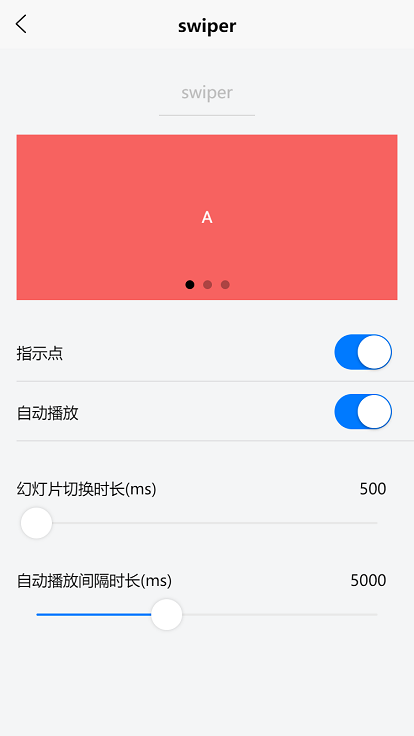 swiper
swiper
A
指示点
自动播放
幻灯片切换时长(ms) 500
自动播放间隔时长(ms) 5000